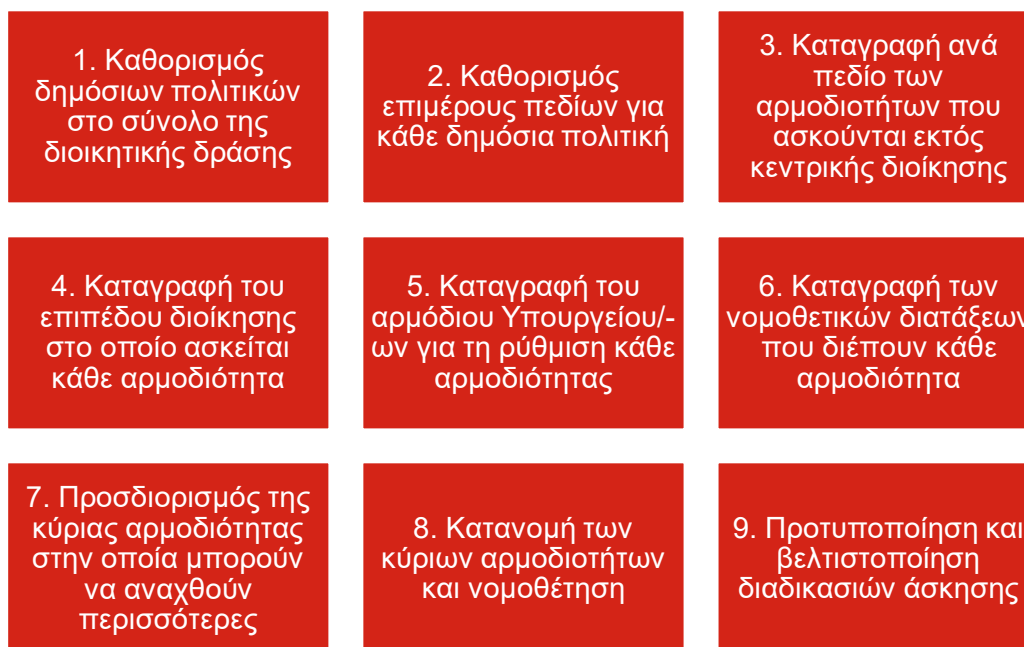 1. Καθορισμός
δημόσιων πολιτικών
στο σύνολο της
διοικητικής δράσης
2. Καθορισμός
επιμέρους πεδίων για
κάθε δημόσια πολιτική
3. Καταγραφή ανά
πεδίο των
αρμοδιοτήτων που
ασκούνται εκτός
κεντρικής διοίκησης
4. Καταγραφή του
επιπέδου διοίκησης
στο οποίο ασκείται
κάθε αρμοδιότητα
5. Καταγραφή του
αρμόδιου Υπουργείου/-
ων για τη ρύθμιση κάθε
αρμοδιότητας
6. Καταγραφή των
νομοθετικών διατάξεων
που διέπουν κάθε
αρμοδιότητα
7. Προσδιορισμός της
κύριας αρμοδιότητας
στην οποία μπορούν
να αναχθούν
περισσότερες
8. Κατανομή των
κύριων αρμοδιοτήτων
και νομοθέτηση
9. Προτυποποίηση και
βελτιστοποίηση
διαδικασιών άσκησης